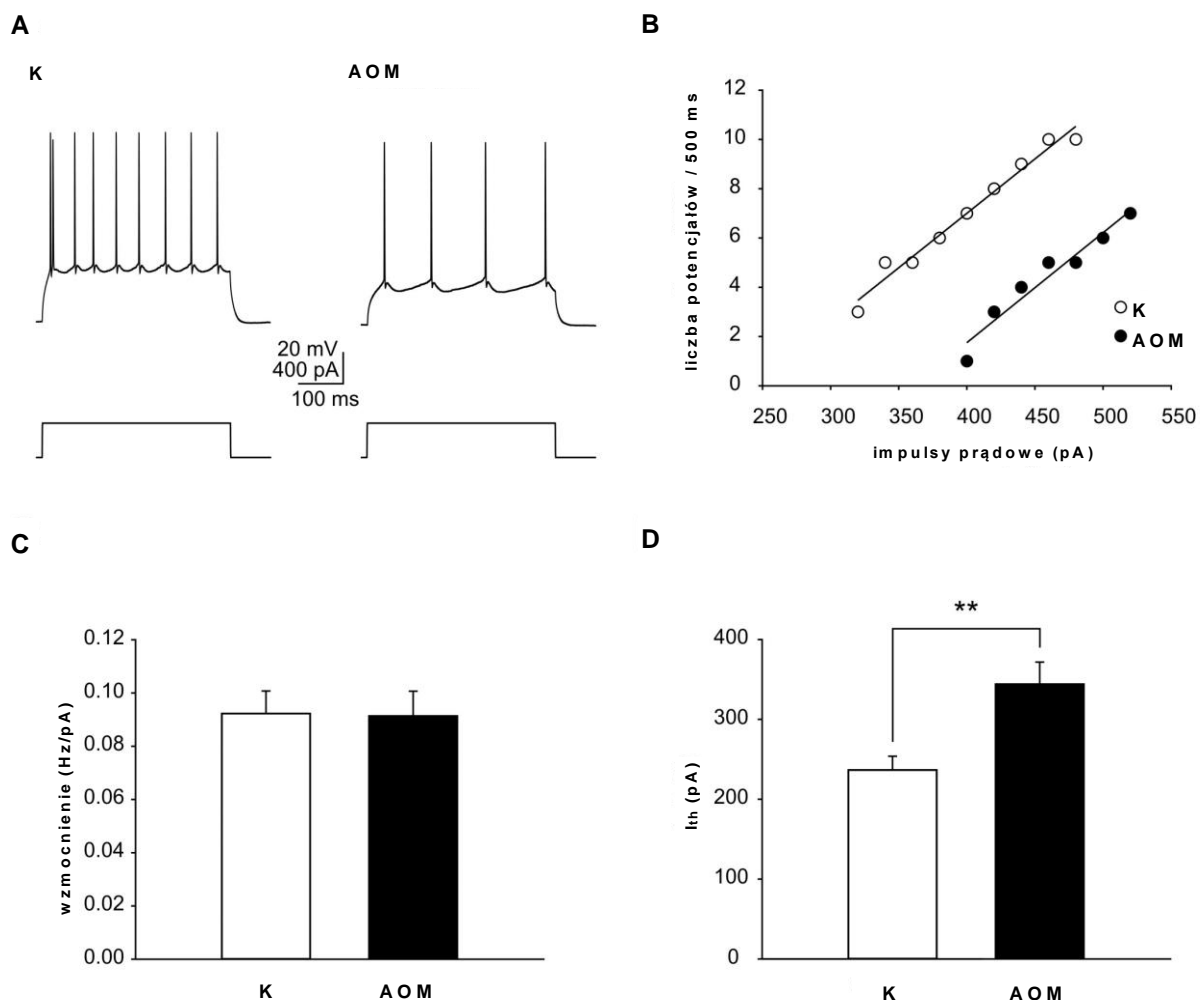 A
K
AOM
20 mV
400 pA
100 ms
B
liczba potencjałów / 500 ms
12
10
8
6
4
2
0
250
350
400
450
500
550
K
AOM
impulsy prądowe (pA)
C
wzmocnienie (Hz/pA)
0.12
0.10
0.08
0.06
0.04
0.02
0.00
K
AOM
D
**
Ith (pA)
400
300
200
100
0
K
AOM